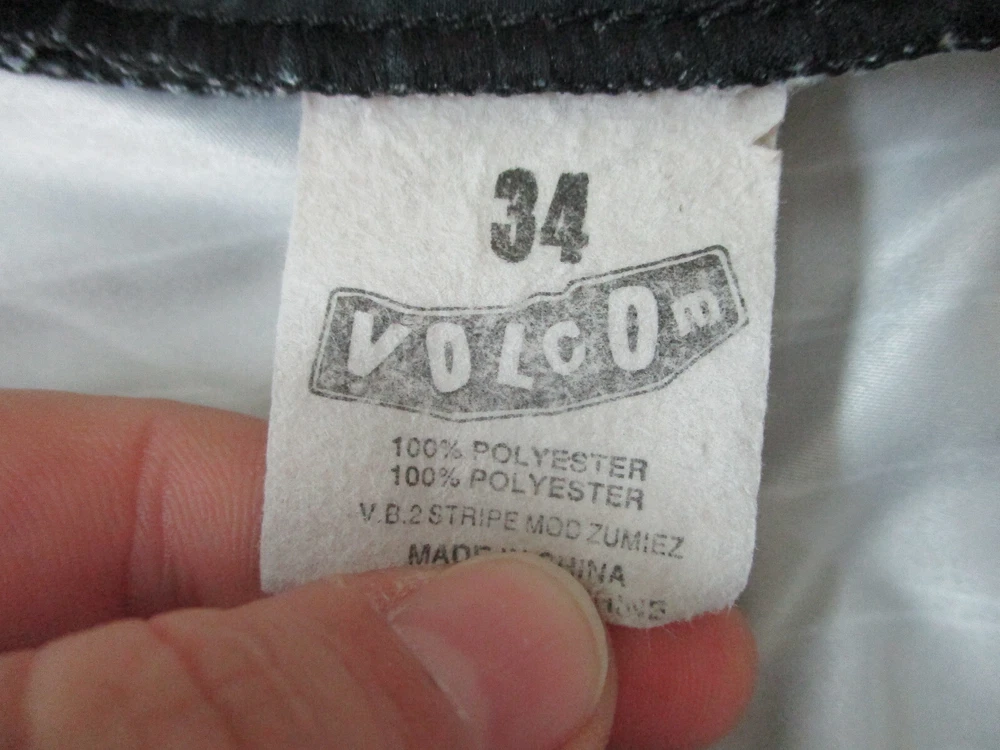 34
VOLCOm
100% POLYESTER
100% POLYESTER
V.B.2 STRIPE MOD ZUMIEZ
MADE IN CHINA